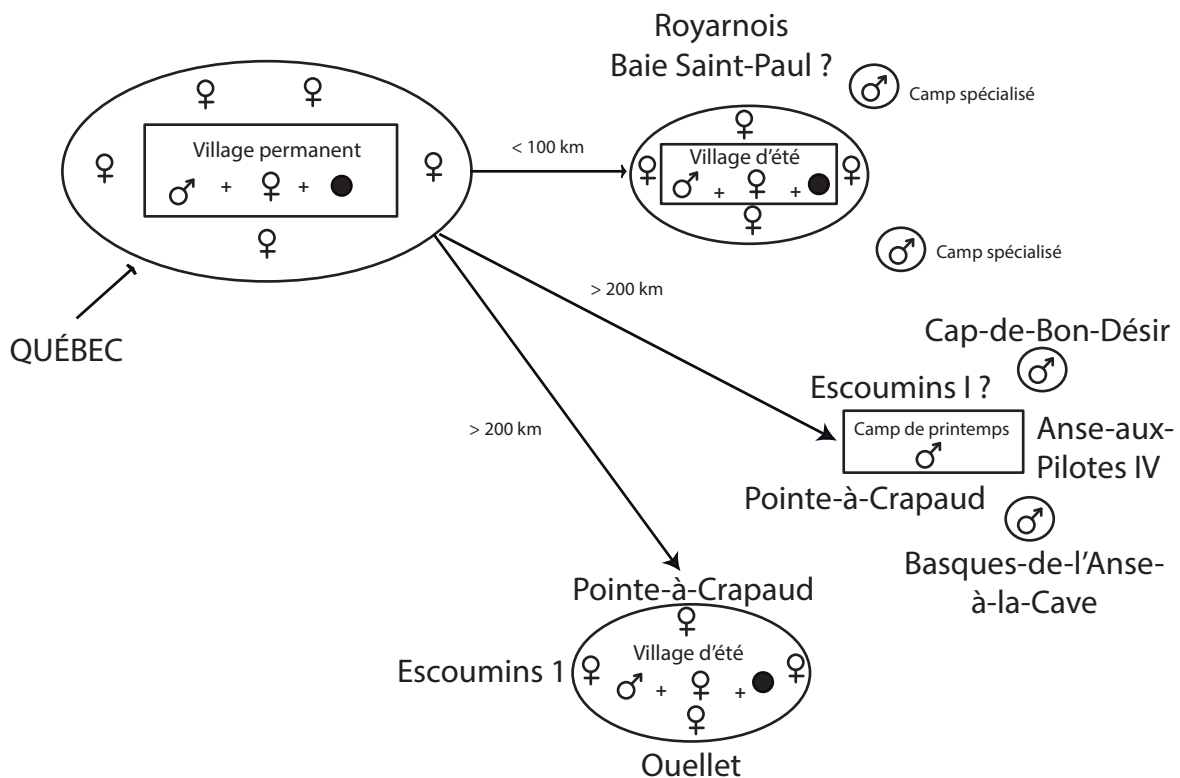 Royarnois
Baie Saint-Paul ?
Camp spécialisé
Village permanent
+ +
< 100 km
Village d'été
+ +
Camp spécialisé
> 200 km
QUÉBEC
Cap-de-Bon-Désir
Escoumins I ?
> 200 km
Camp de printemps
Anse-aux-
Pilotes IV
Pointe-à-Crapaud
Basques-de-l'Anse-
à-la-Cave
Pointe-à-Crapaud
Escoumins 1
Village d'été
+ +
Ouellet